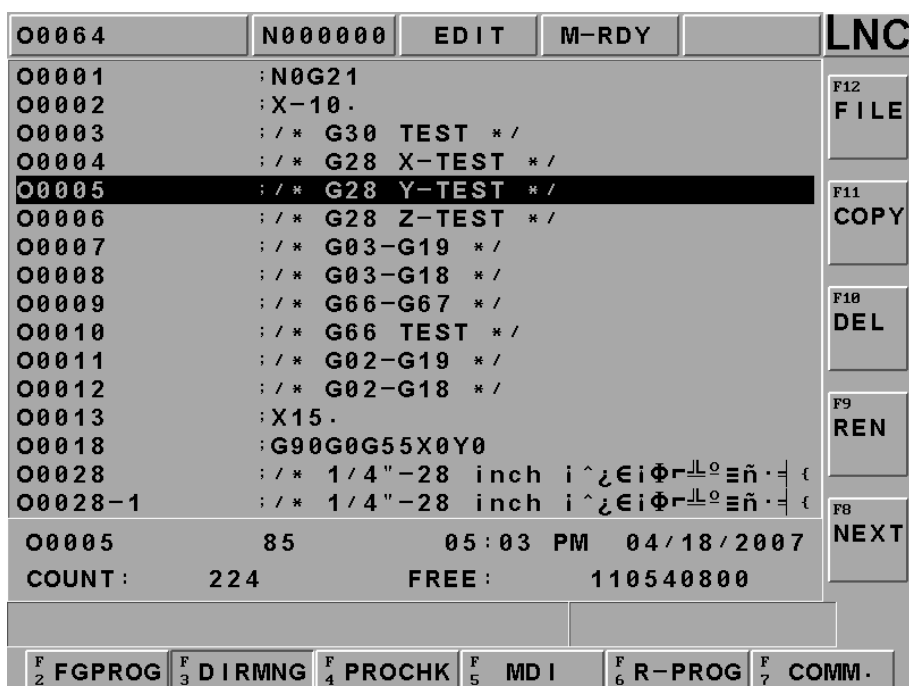 O0064 N000000 EDIT M-RDY LNC
O0001 ;N0G21
O0002 ;X-10.
O0003 ;/* G30 TEST */
O0004 ;/* G28 X-TEST */
O0005 ;/* G28 Y-TEST */
O0006 ;/* G28 Z-TEST */
O0007 ;/* G03-G19 */
O0008 ;/* G03-G18 */
O0009 ;/* G66-G67 */
O0010 ;/* G66 TEST */
O0011 ;/* G02-G19 */
O0012 ;/* G02-G18 */
O0013 ;X15.
O0018 ;G90G0G55X0Y0
O0028 ;/* 1/4"-28 inch
O0028-1 ;/* 1/4"-28 inch
O0005 85 05:03 PM 04/18/2007
COUNT: 224 FREE: 110540800
F12 FILE
F11 COPY
F10 DEL
F9 REN
F8 NEXT
F2 FGPROG F3 DIRMNG F4 PROCHK F5 MDI F6 R-PROG F7 COMM.